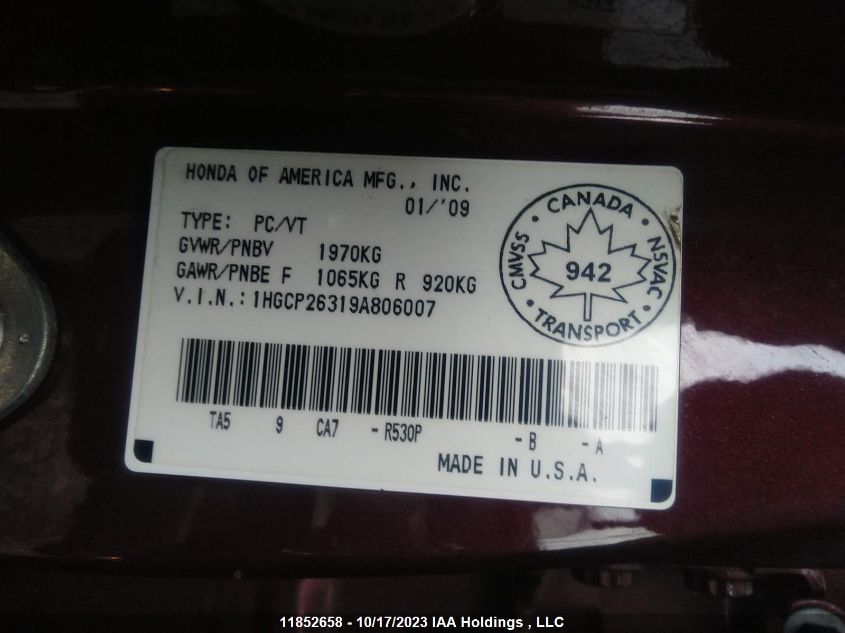 HONDA OF AMERICA MFG., INC.
01/'09
TYPE: PC/VT
GVWR/PNBV 1970KG
GAWR/PNBE F 1065KG R 920KG
V.I.N.: 1HGCP26319A806007
CMVSS · CANADA · NSVAC · TRANSPORT ·
942
TA5 9 CA7 -R530P -B -A
MADE IN U.S.A.
11852658 - 10/17/2023 IAA Holdings , LLC